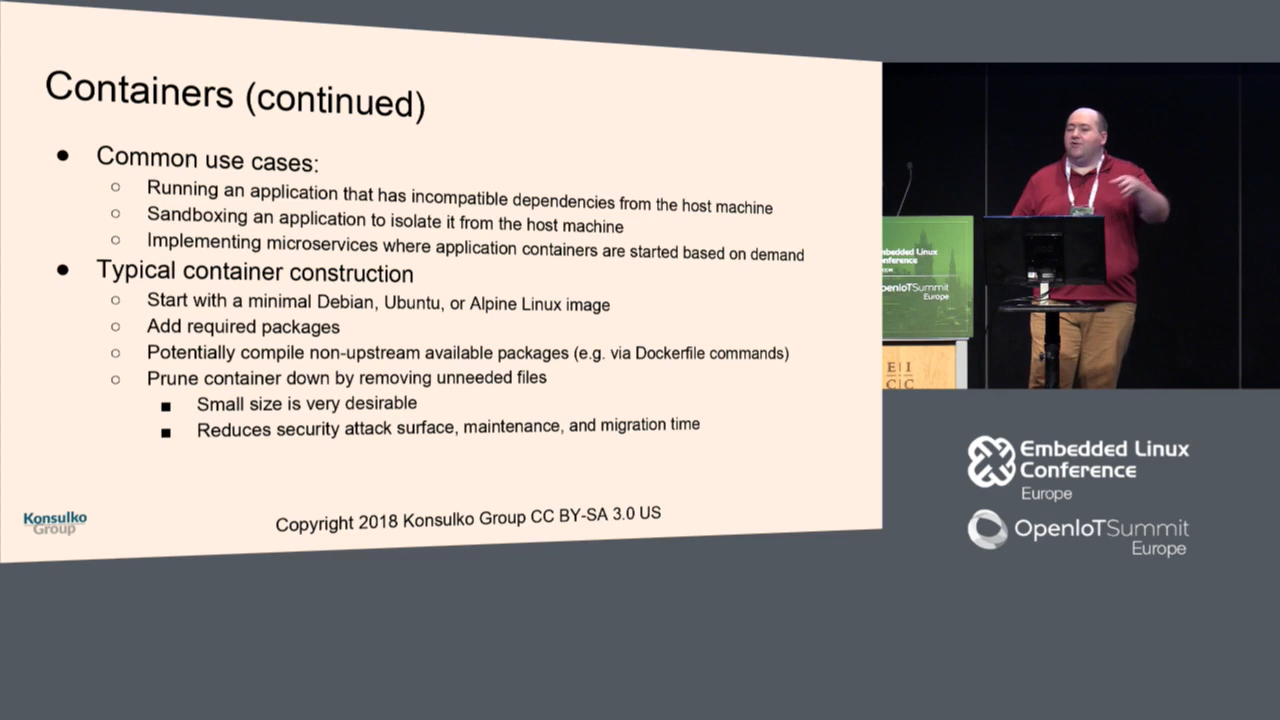 Containers (continued)
● Common use cases:
○ Running an application that has incompatible dependencies from the host machine
○ Sandboxing an application to isolate it from the host machine
○ Implementing microservices where application containers are started based on demand
● Typical container construction
○ Start with a minimal Debian, Ubuntu, or Alpine Linux image
○ Add required packages
○ Potentially compile non-upstream available packages (e.g. via Dockerfile commands)
○ Prune container down by removing unneeded files
■ Small size is very desirable
■ Reduces security attack surface, maintenance, and migration time
Konsulko
Group
Copyright 2018 Konsulko Group CC BY-SA 3.0 US
mbedded Linux
nference
penIoTSummit
Europe
E|I
C|C
Embedded Linux
Conference
Europe
OpenIoTSummit
Europe